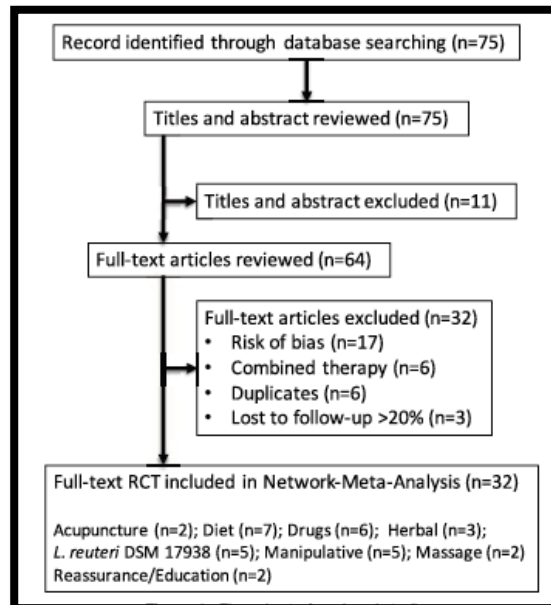 Record identified through database searching (n=75)
Titles and abstract reviewed (n=75)
Titles and abstract excluded (n=11)
Full-text articles reviewed (n=64)
Full-text articles excluded (n=32)
• Risk of bias (n=17)
• Combined therapy (n=6)
• Duplicates (n=6)
• Lost to follow-up >20% (n=3)
Full-text RCT included in Network-Meta-Analysis (n=32)
Acupuncture (n=2); Diet (n=7); Drugs (n=6); Herbal (n=3);
L. reuteri DSM 17938 (n=5); Manipulative (n=5); Massage (n=2)
Reassurance/Education (n=2)